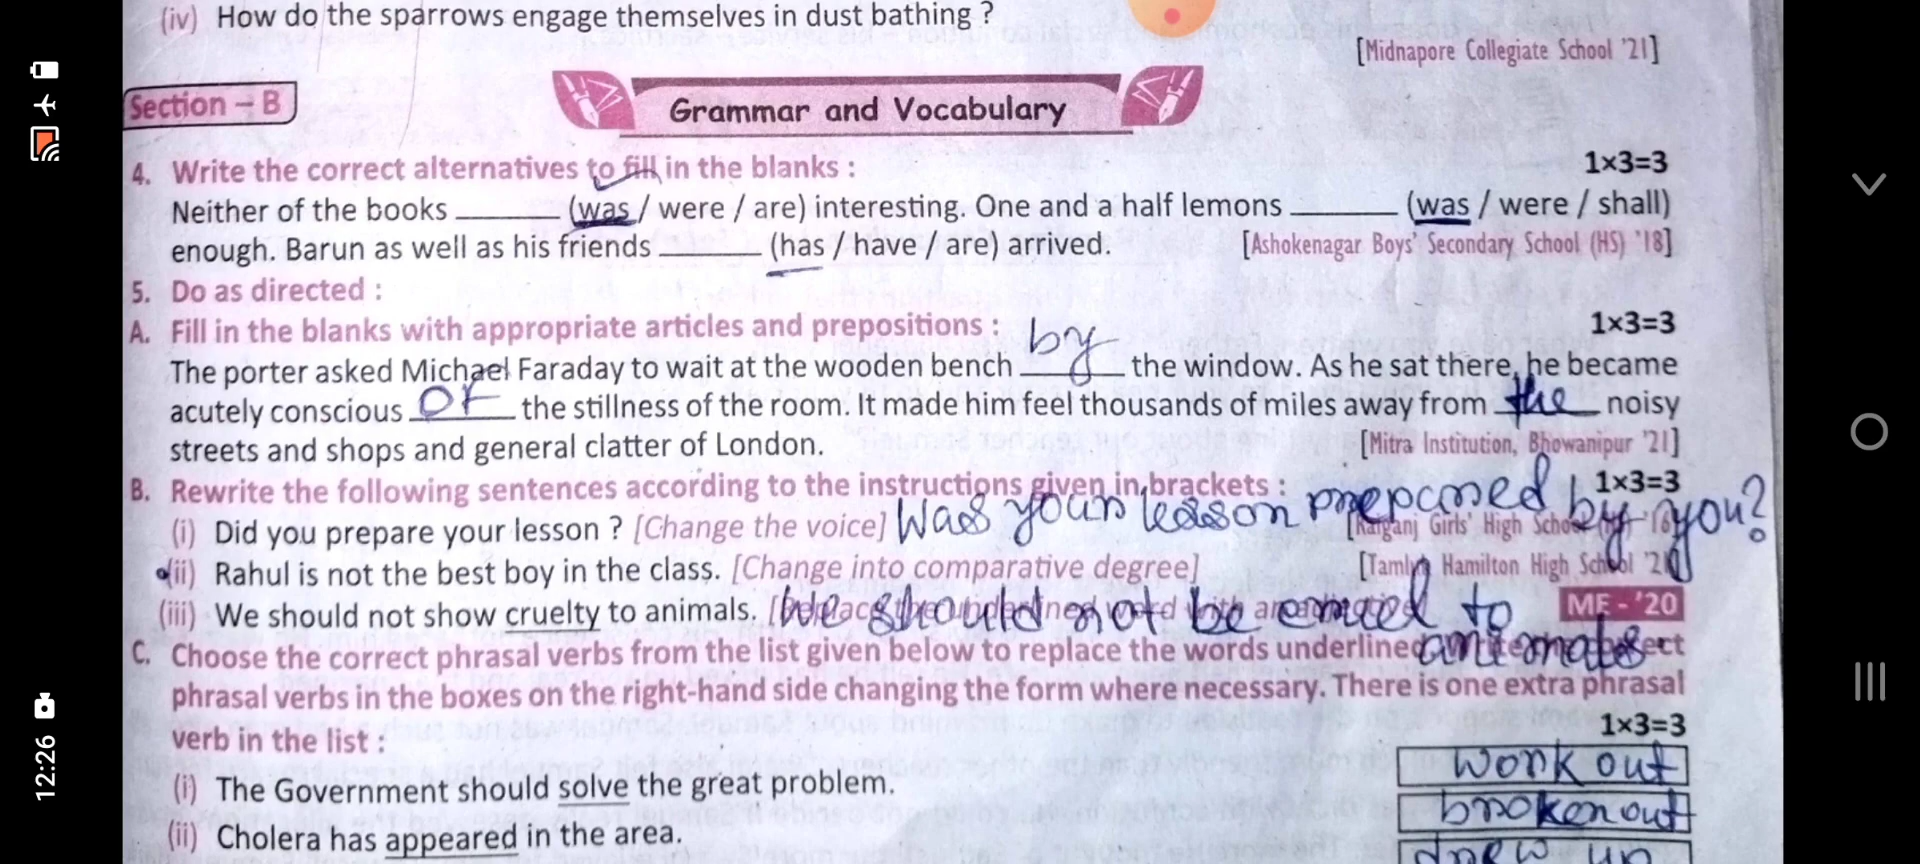 (iv) How do the sparrows engage themselves in dust bathing ?
[Midnapore Collegiate School '21]
Section – B
Grammar and Vocabulary
4. Write the correct alternatives to fill in the blanks :
1×3=3
Neither of the books ________ (was / were / are) interesting. One and a half lemons ________ (was / were / shall)
enough. Barun as well as his friends ________ (has / have / are) arrived.
[Ashokenagar Boys' Secondary School (HS) '18]
5. Do as directed :
A. Fill in the blanks with appropriate articles and prepositions :
1×3=3
The porter asked Michael Faraday to wait at the wooden bench by the window. As he sat there, he became
acutely conscious of the stillness of the room. It made him feel thousands of miles away from the noisy
streets and shops and general clatter of London.
[Mitra Institution, Bhowanipur '21]
B. Rewrite the following sentences according to the instructions given in brackets :
1×3=3
(i) Did you prepare your lesson ? [Change the voice] Was your lesson prepared by you?
Girls' High School
(ii) Rahul is not the best boy in the class. [Change into comparative degree]
Hamilton High School
(iii) We should not show cruelty to animals.
We should not be cruel to
animals
ME - '20
C. Choose the correct phrasal verbs from the list given below to replace the words underlined
phrasal verbs in the boxes on the right-hand side changing the form where necessary. There is one extra phrasal
verb in the list :
1×3=3
(i) The Government should solve the great problem.
work out
(ii) Cholera has appeared in the area.
broken out
12:26